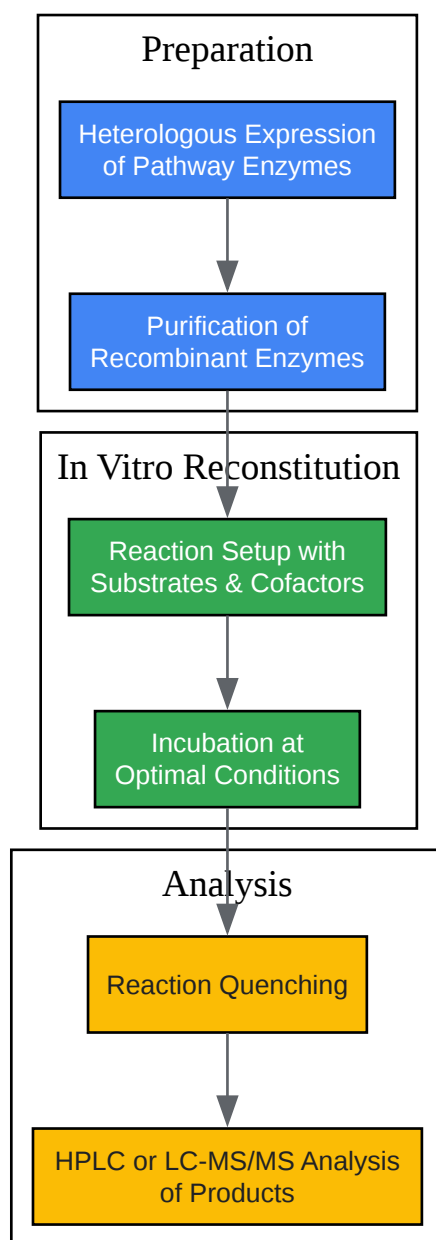 Preparation
Heterologous Expression
of Pathway Enzymes
Purification of
Recombinant Enzymes
In Vitro Reconstitution
Reaction Setup with
Substrates & Cofactors
Incubation at
Optimal Conditions
Analysis
Reaction Quenching
HPLC or LC-MS/MS Analysis
of Products